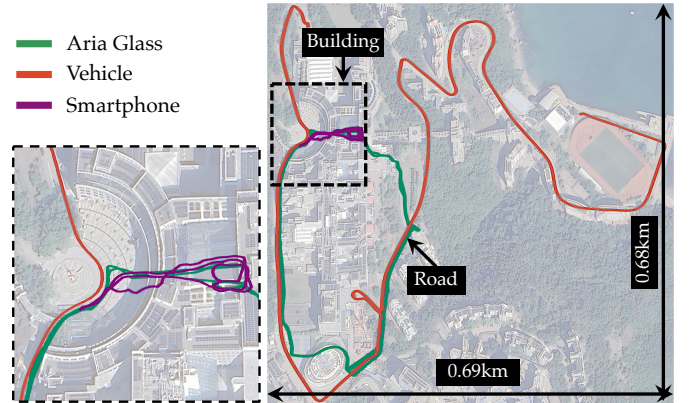 Aria Glass
Vehicle
Smartphone
Building
Road
0.68km
0.69km